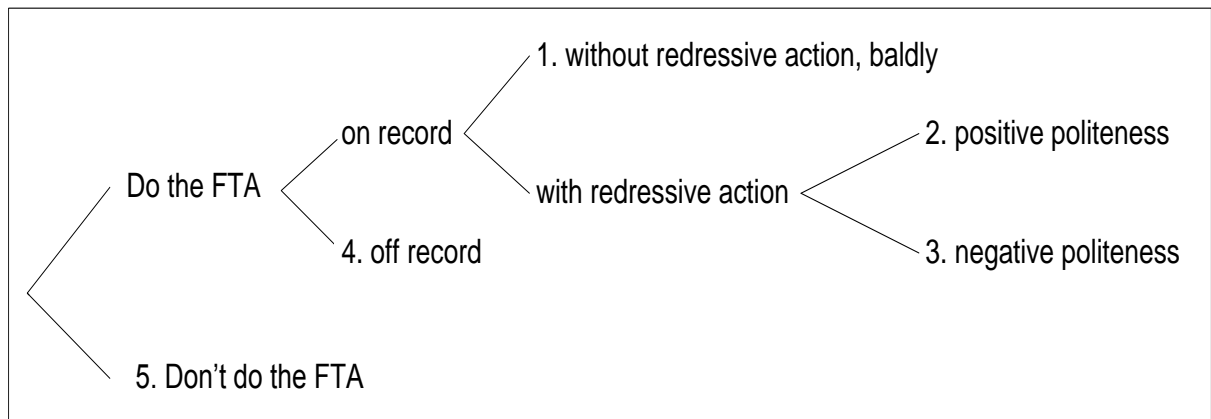 1. without redressive action, baldly
on record
2. positive politeness
Do the FTA
with redressive action
4. off record
3. negative politeness
5. Don't do the FTA